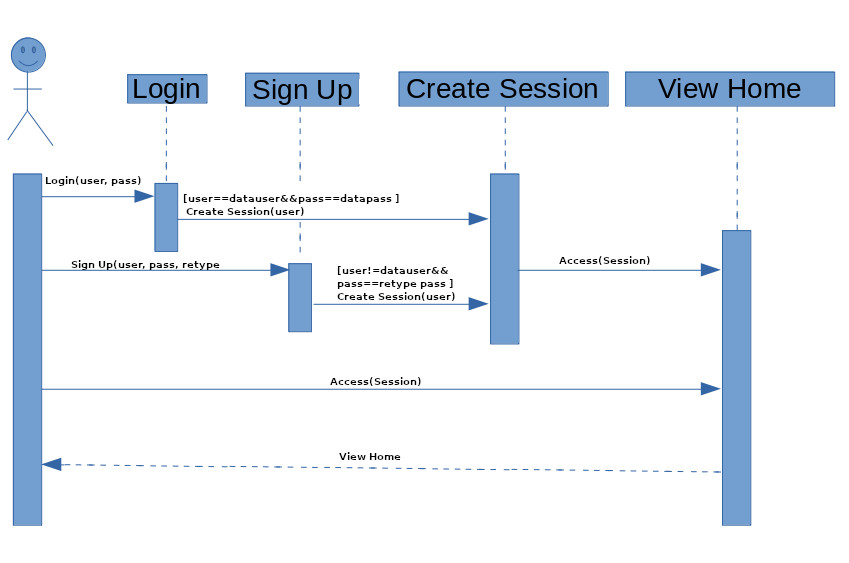 Login
Sign Up
Create Session
View Home
Login(user, pass)
[user==datauser&&pass==datapass ]
Create Session(user)
Sign Up(user, pass, retype
[user!=datauser&&
pass==retype pass ]
Create Session(user)
Access(Session)
Access(Session)
View Home